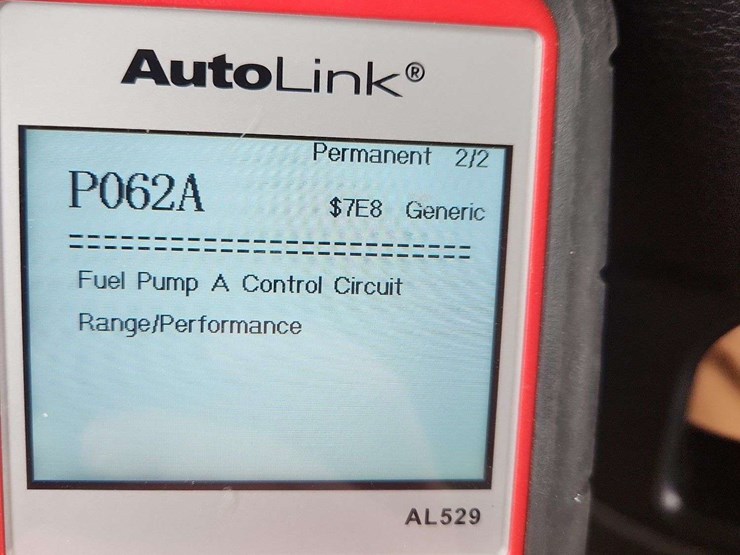 AutoLink®
Permanent 2/2
P062A
$7E8 Generic
============================
Fuel Pump A Control Circuit
Range/Performance
AL529